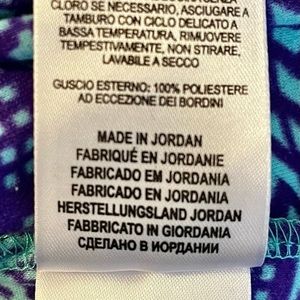 CLORO SE NECESSARIO, ASCIUGARE A
TAMBURO CON CICLO DELICATO A
BASSA TEMPERATURA, RIMUOVERE
TEMPESTIVAMENTE, NON STIRARE,
LAVABILE A SECCO
GUSCIO ESTERNO: 100% POLIESTERE
AD ECCEZIONE DEI BORDINI
MADE IN JORDAN
FABRIQUÉ EN JORDANIE
FABRICADO EM JORDANIA
FABRICADO EN JORDANIA
HERSTELLUNGSLAND JORDAN
FABBRICATO IN GIORDANIA
СДЕЛАНО В ИОРДАНИИ